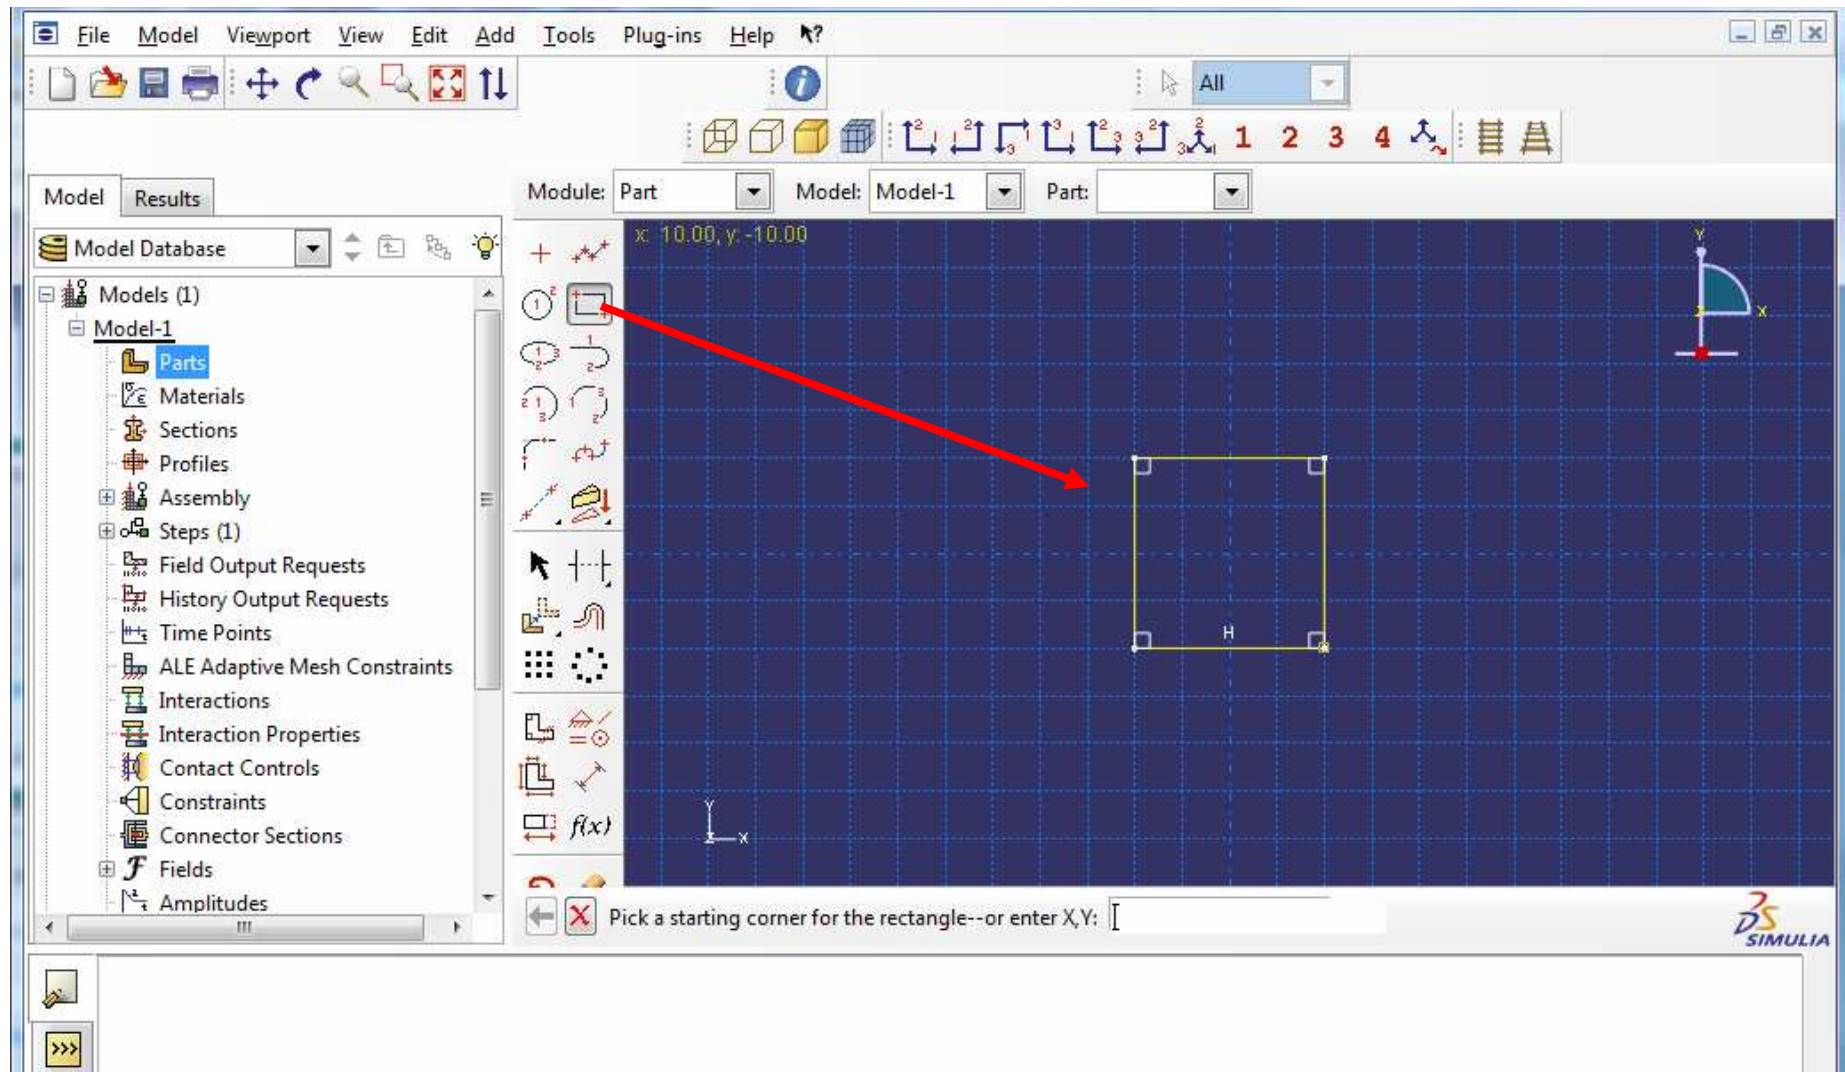 File Model Viewport View Edit Add Tools Plug-ins Help ?
All
1 2 3 4
Model Results
Module: Part Model: Model-1 Part:
Model Database
x: 10.00, y: -10.00
Models (1)
Model-1
Parts
Materials
Sections
Profiles
Assembly
Steps (1)
Field Output Requests
History Output Requests
Time Points
ALE Adaptive Mesh Constraints
Interactions
Interaction Properties
Contact Controls
Constraints
Connector Sections
Fields
Amplitudes
f(x)
Y
X
Z
H
Y
Z X
Pick a starting corner for the rectangle--or enter X,Y:
SIMULIA
>>>